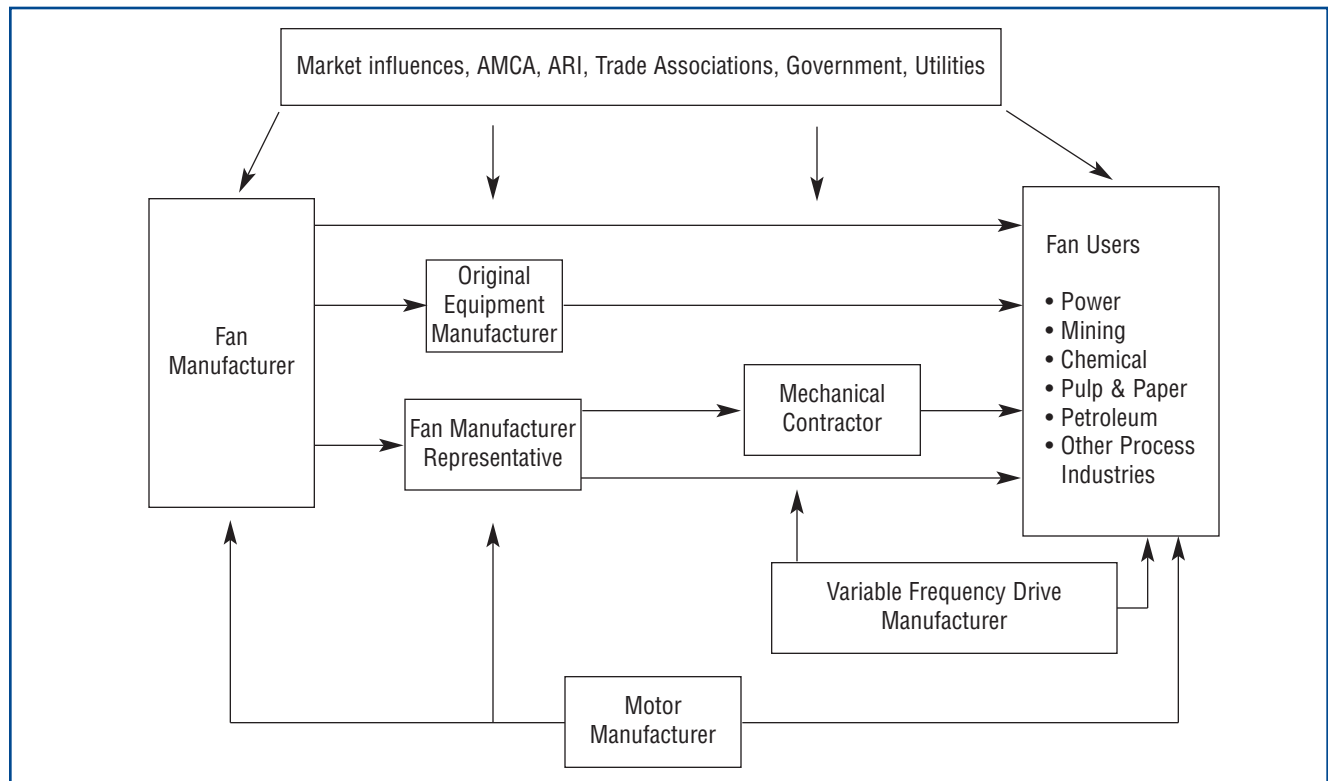 Market influences, AMCA, ARI, Trade Associations, Government, Utilities
Fan
Manufacturer
Original
Equipment
Manufacturer
Fan Manufacturer
Representative
Mechanical
Contractor
Fan Users
• Power
• Mining
• Chemical
• Pulp & Paper
• Petroleum
• Other Process
Industries
Variable Frequency Drive
Manufacturer
Motor
Manufacturer